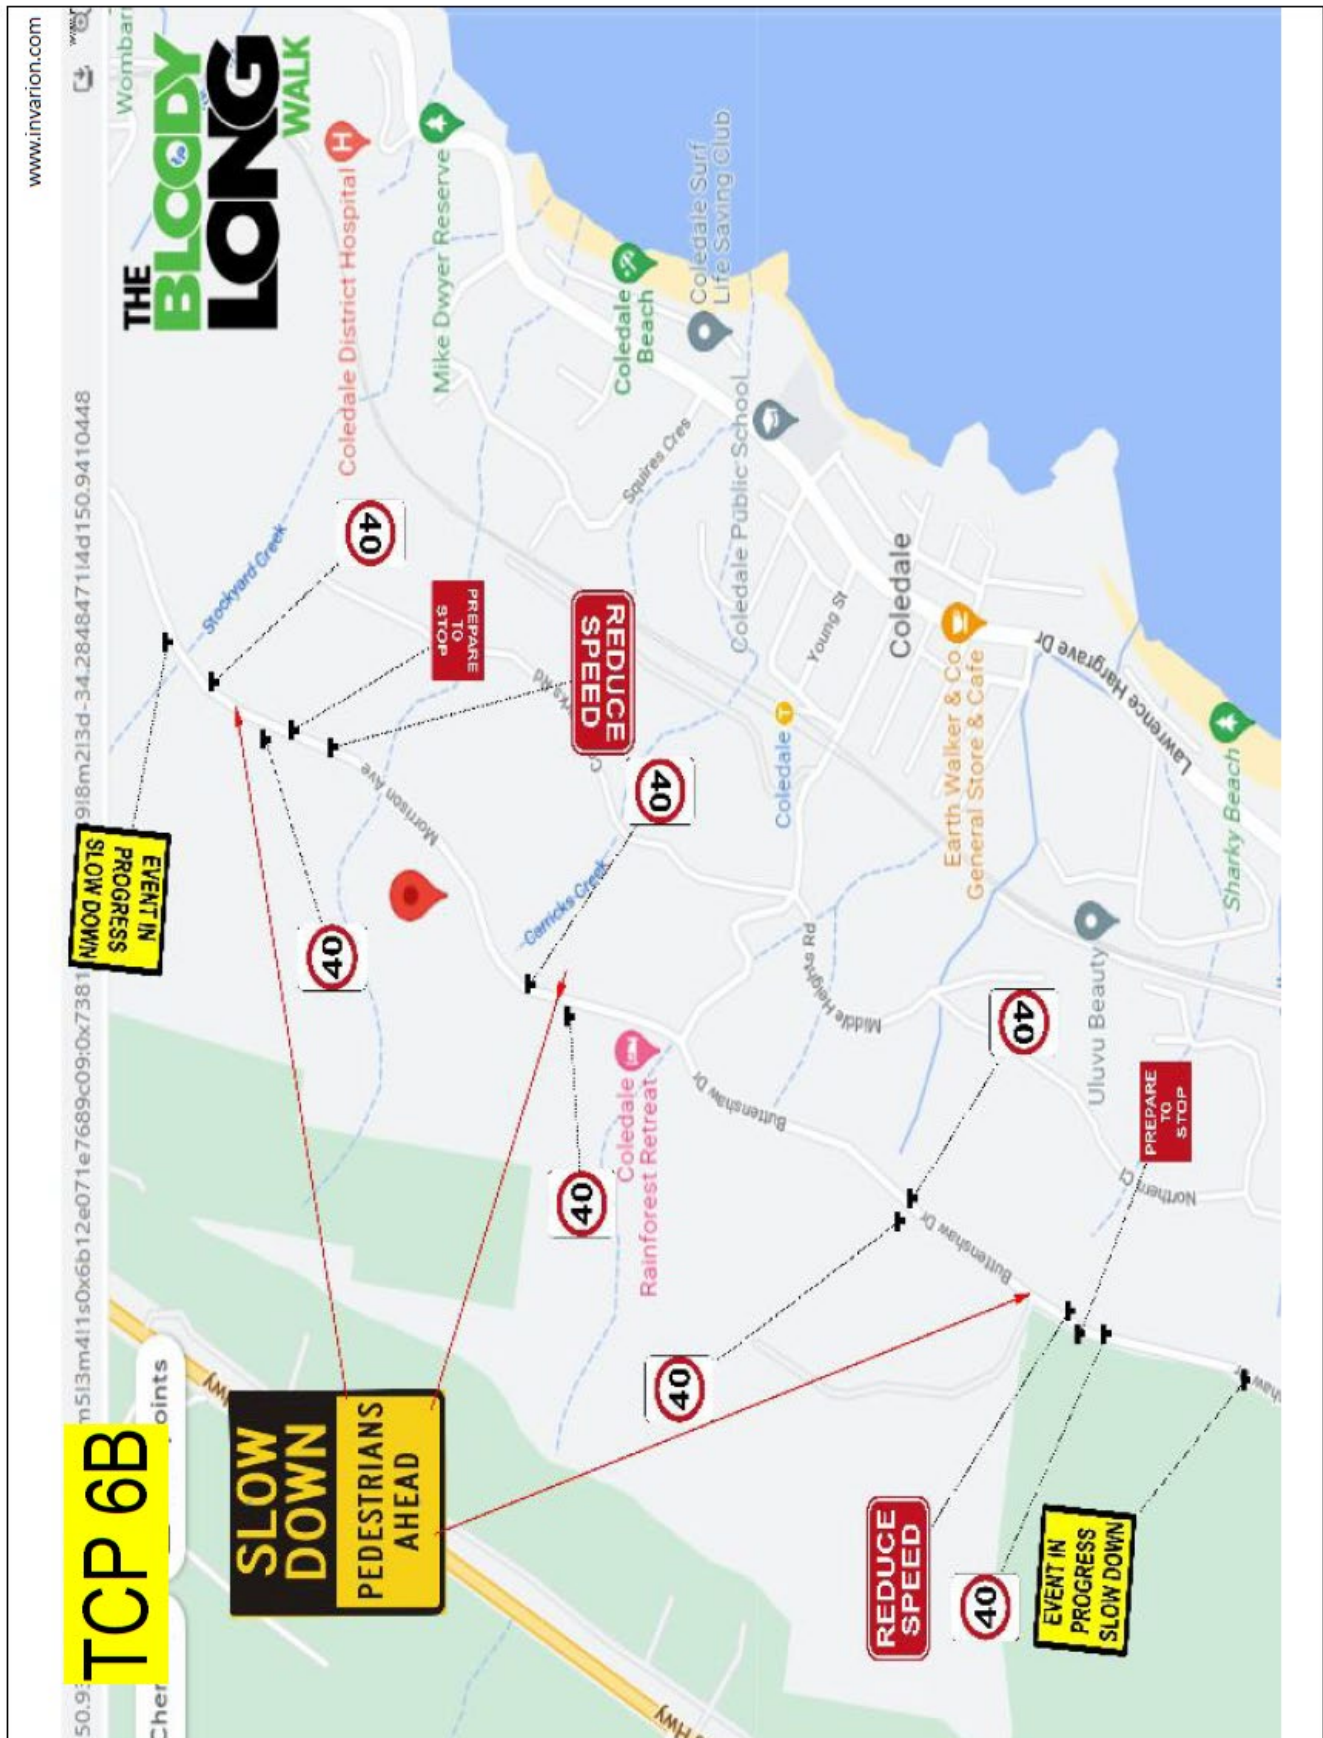 www.invarion.com
THE
BLOODY
LONG
WALK
Coledale District Hospital
H
Mike Dwyer Reserve
Coledale
Beach
Coledale Surf
Life Saving Club
Stockyard Creek
Squires Cres
Coledale Public School
Young St
Coledale
Earth Walker & Co
General Store & Cafe
Lawrence Hargrave Dr
Sharky Beach
Coledale
Morrison Ave
Carricks Creek
Middle Heights Rd
Uluvu Beauty
Coledale
Rainforest Retreat
Buttenshaw Dr
Buttenshaw
Buttenshaw Dr
Buttenshaw
Northern Ct
40
PREPARE
TO
STOP
REDUCE
SPEED
40
EVENT IN
PROGRESS
SLOW DOWN
40
40
40
PREPARE
TO
STOP
40
REDUCE
SPEED
40
EVENT IN
PROGRESS
SLOW DOWN
SLOW
DOWN
PEDESTRIANS
AHEAD
TCP 6B